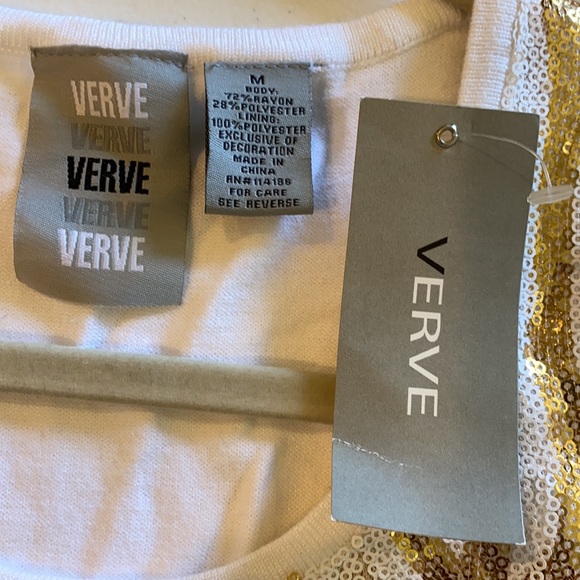 VERVE
VERVE
VERVE
VERVE
VERVE
M
BODY:
72%RAYON
28%POLYESTER
LINING:
100%POLYESTER
EXCLUSIVE OF
DECORATION
MADE IN
CHINA
RN#114186
FOR CARE
SEE REVERSE
VERVE